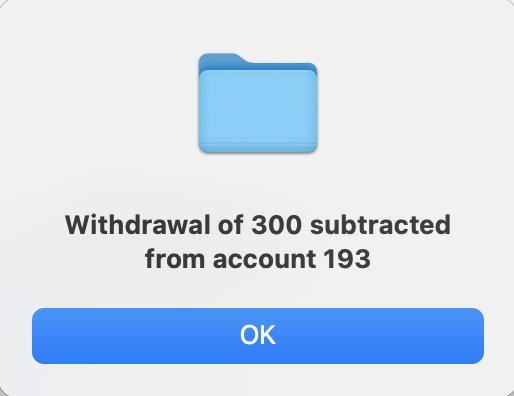 Withdrawal of 300 subtracted
from account 193
OK